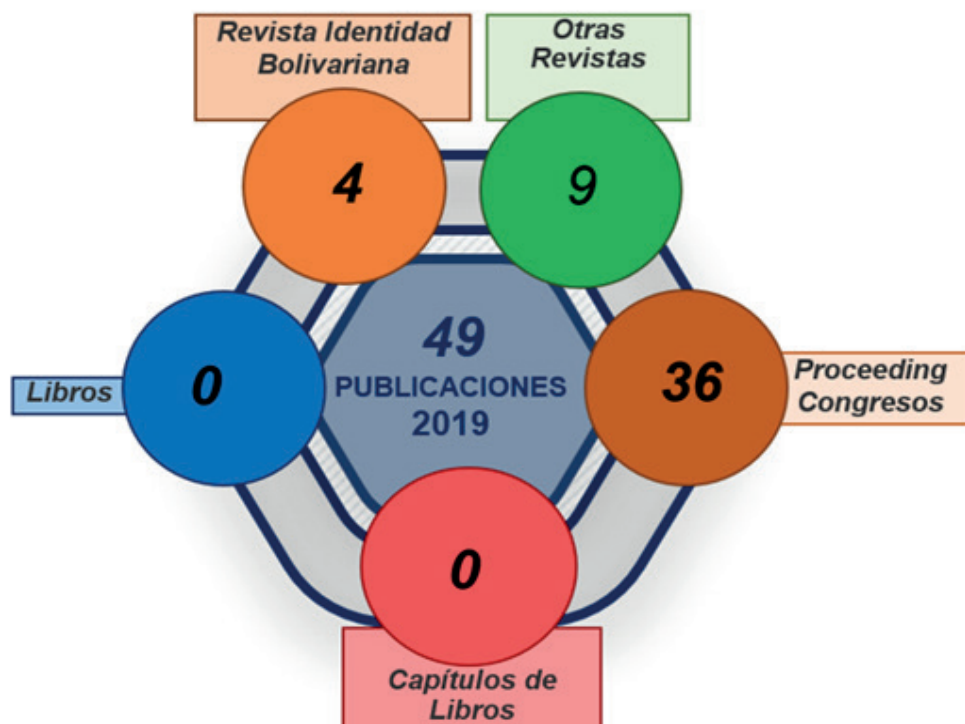 Revista Identidad
Bolivariana
Otras
Revistas
4
9
49
PUBLICACIONES
2019
Libros
0
36
Proceeding
Congresos
0
Capítulos de
Libros